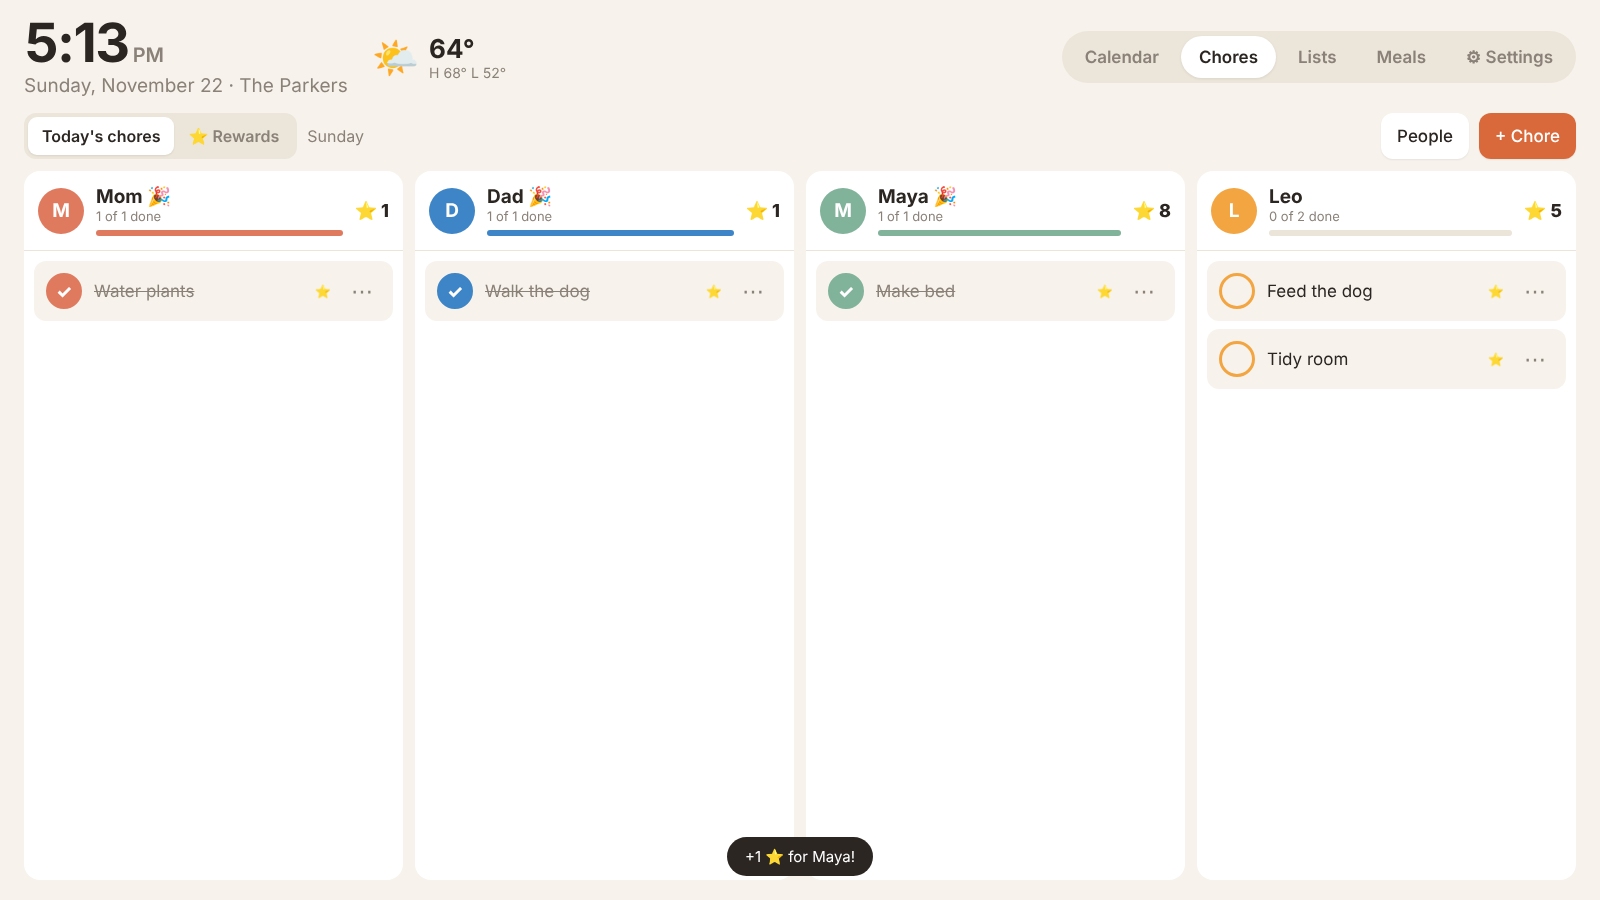 5:13 PM
Sunday, November 22 · The Parkers
64°
H 68° L 52°
Calendar
Chores
Lists
Meals
⚙ Settings
Today's chores
⭐ Rewards
Sunday
People
+ Chore
M
Mom 🎉
1 of 1 done
⭐ 1
Water plants
⭐ ···
D
Dad 🎉
1 of 1 done
⭐ 1
Walk the dog
⭐ ···
M
Maya 🎉
1 of 1 done
⭐ 8
Make bed
⭐ ···
L
Leo
0 of 2 done
⭐ 5
Feed the dog
⭐ ···
Tidy room
⭐ ···
+1 ⭐ for Maya!